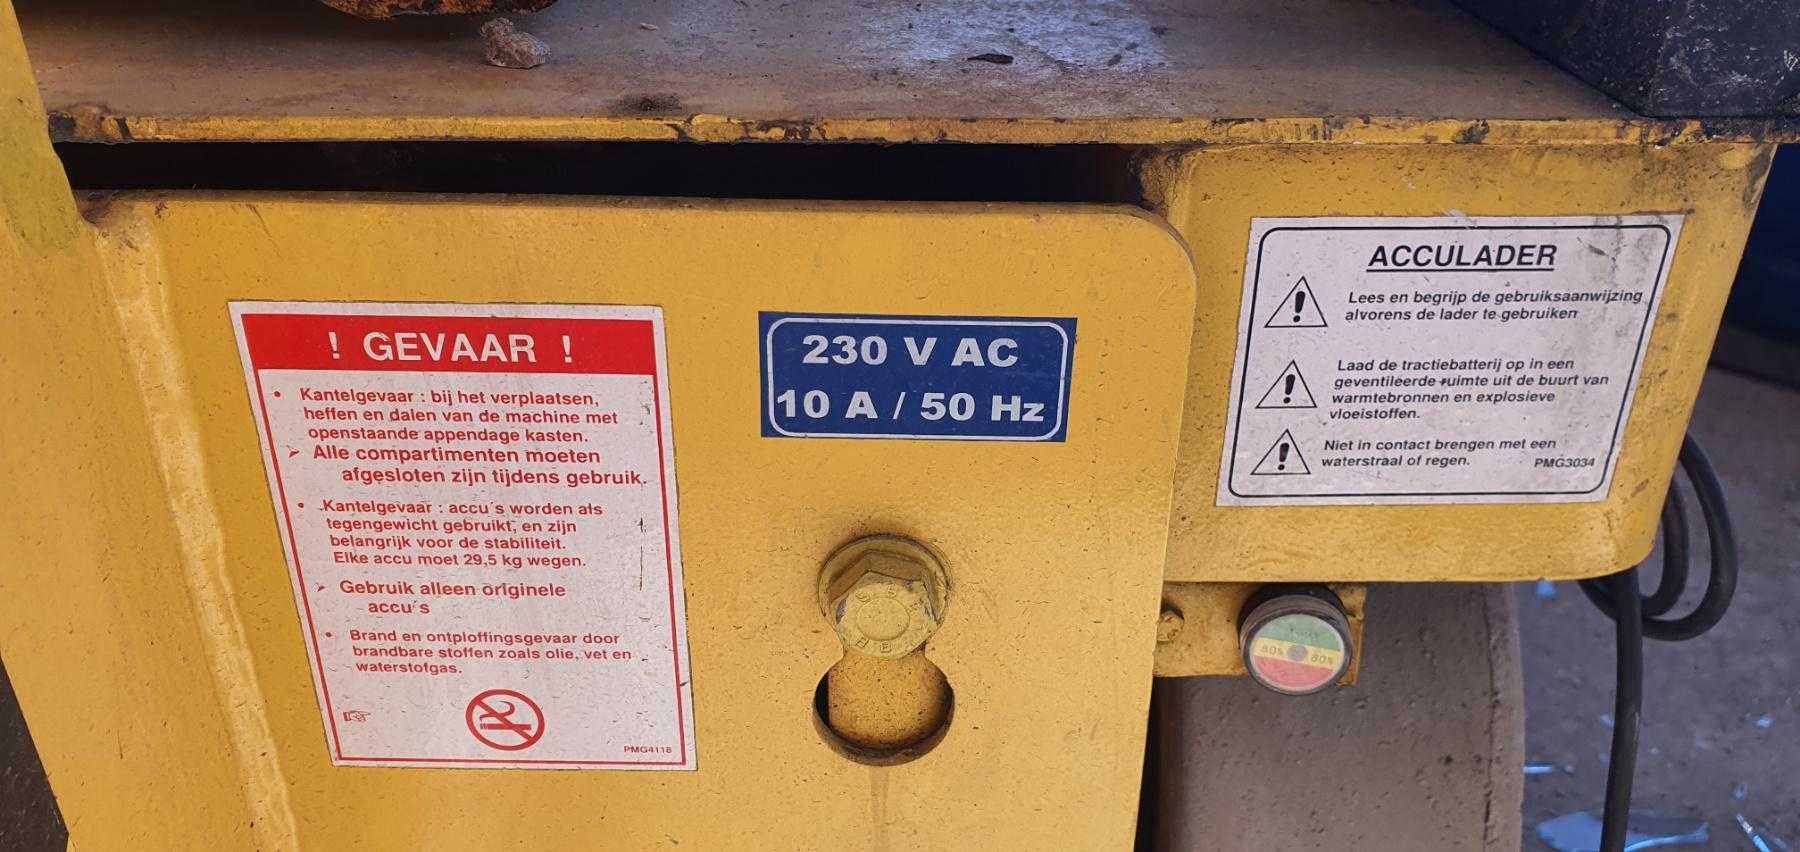 ! GEVAAR !
• Kantelgevaar : bij het verplaatsen,
heffen en dalen van de machine met
openstaande appendage kasten.
➢ Alle compartimenten moeten
afgesloten zijn tijdens gebruik.
• Kantelgevaar : accu's worden als
tegengewicht gebruikt, en zijn
belangrijk voor de stabiliteit.
Elke accu moet 29,5 kg wegen.
➢ Gebruik alleen originele
accu's
• Brand en ontploffingsgevaar door
brandbare stoffen zoals olie, vet en
waterstofgas.
PMG4118
230 V AC
10 A / 50 Hz
ACCULADER
Lees en begrijp de gebruiksaanwijzing
alvorens de lader te gebruiken
Laad de tractiebatterij op in een
geventileerde ruimte uit de buurt van
warmtebronnen en explosieve
vloeistoffen.
Niet in contact brengen met een
waterstraal of regen.
PMG3034
80% 80%